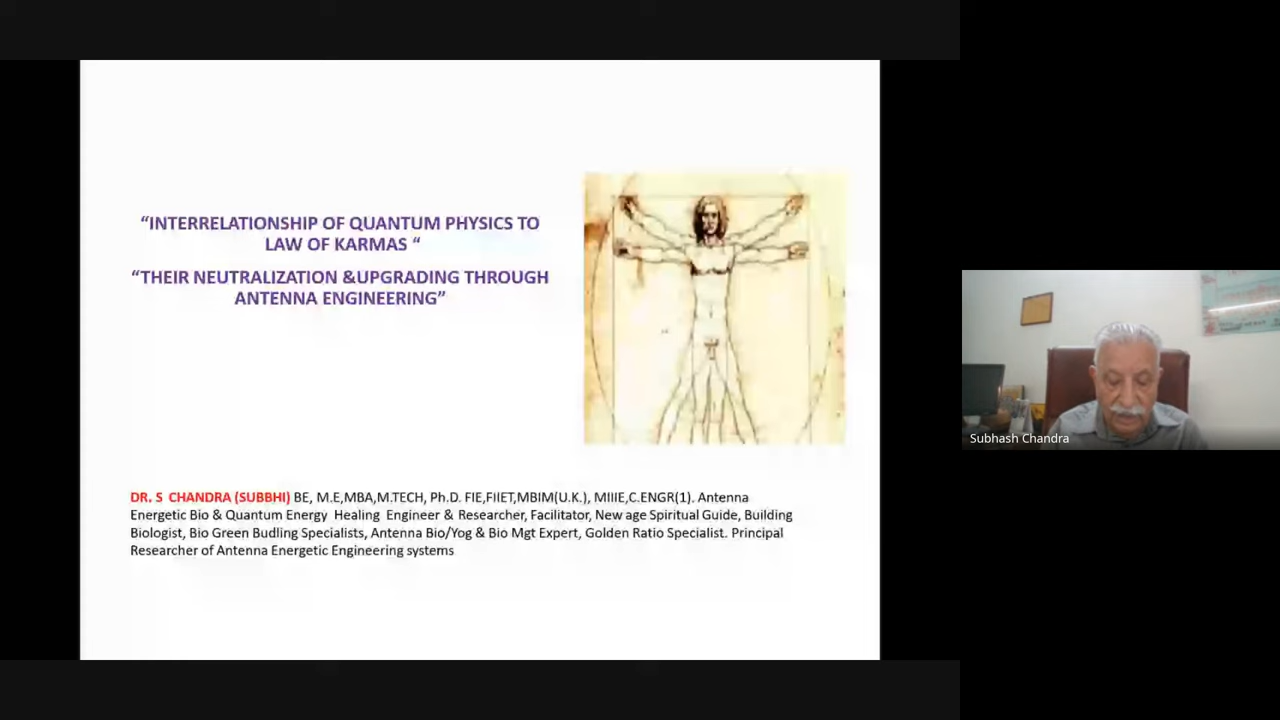 “INTERRELATIONSHIP OF QUANTUM PHYSICS TO
LAW OF KARMAS “
“THEIR NEUTRALIZATION &UPGRADING THROUGH
ANTENNA ENGINEERING”
DR. S CHANDRA (SUBBHI) BE, M.E,MBA,M.TECH, Ph.D. FIE,FIIET,MBIM(U.K.), MIIIE,C.ENGR(1). Antenna
Energetic Bio & Quantum Energy Healing Engineer & Researcher, Facilitator, New age Spiritual Guide, Building
Biologist, Bio Green Budling Specialists, Antenna Bio/Yog & Bio Mgt Expert, Golden Ratio Specialist. Principal
Researcher of Antenna Energetic Engineering systems
Subhash Chandra